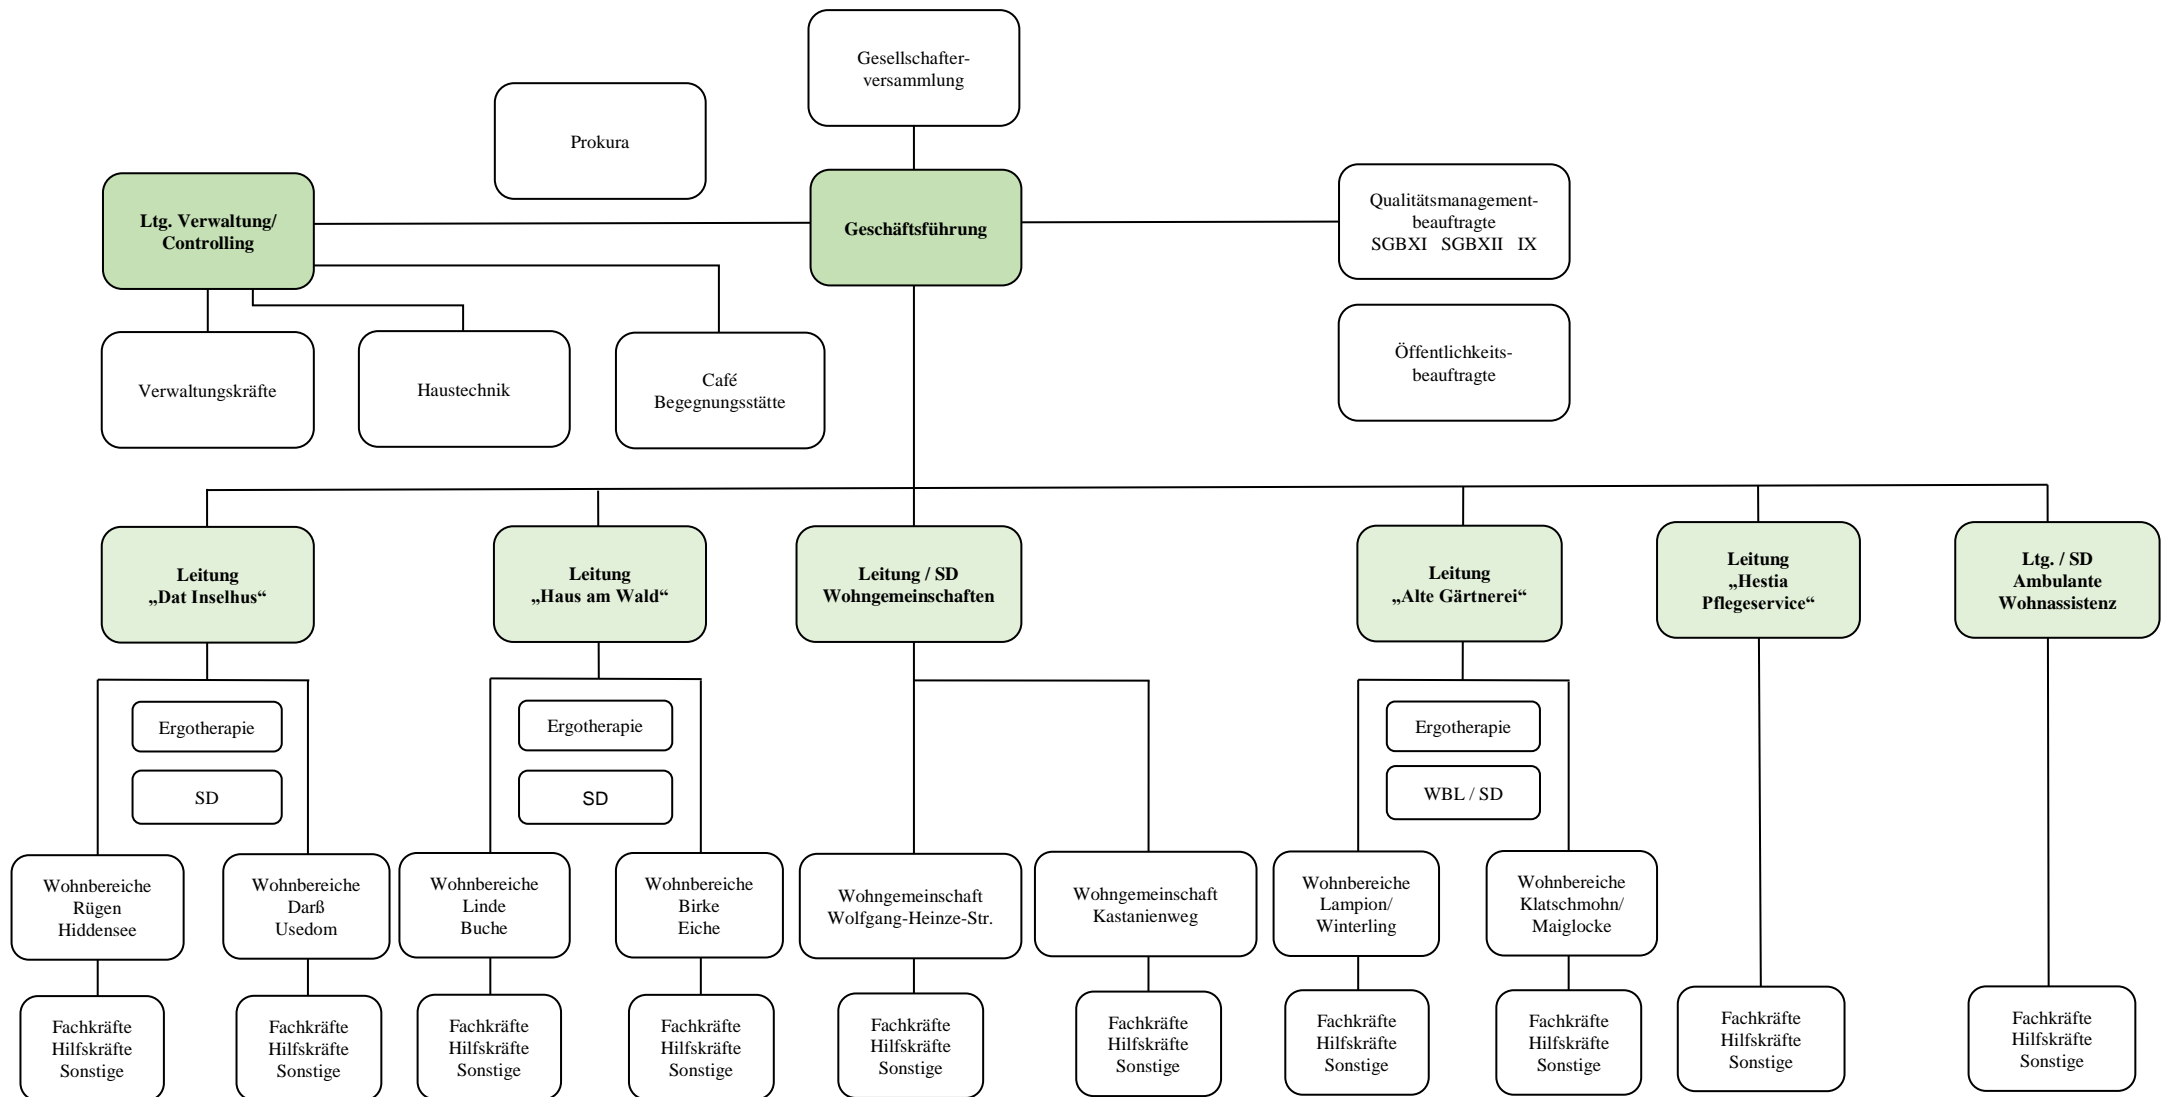 Gesellschafter-
versammlung
Prokura
Ltg. Verwaltung/
Controlling
Geschäftsführung
Qualitätsmanagement-
beauftragte
SGBXI SGBXII IX
Öffentlichkeits-
beauftragte
Verwaltungskräfte
Haustechnik
Café
Begegnungsstätte
Leitung
„Dat Inselhus“
Leitung
„Haus am Wald“
Leitung / SD
Wohngemeinschaften
Leitung
„Alte Gärtnerei“
Leitung
„Hestia
Pflegeservice“
Ltg. / SD
Ambulante
Wohnassistenz
Ergotherapie
SD
Ergotherapie
SD
Ergotherapie
WBL / SD
Wohnbereiche
Rügen
Hiddensee
Wohnbereiche
Darß
Usedom
Wohnbereiche
Linde
Buche
Wohnbereiche
Birke
Eiche
Wohngemeinschaft
Wolfgang-Heinze-Str.
Wohngemeinschaft
Kastanienweg
Wohnbereiche
Lampion/
Winterling
Wohnbereiche
Klatschmohn/
Maiglocke
Fachkräfte
Hilfskräfte
Sonstige
Fachkräfte
Hilfskräfte
Sonstige
Fachkräfte
Hilfskräfte
Sonstige
Fachkräfte
Hilfskräfte
Sonstige
Fachkräfte
Hilfskräfte
Sonstige
Fachkräfte
Hilfskräfte
Sonstige
Fachkräfte
Hilfskräfte
Sonstige
Fachkräfte
Hilfskräfte
Sonstige
Fachkräfte
Hilfskräfte
Sonstige
Fachkräfte
Hilfskräfte
Sonstige